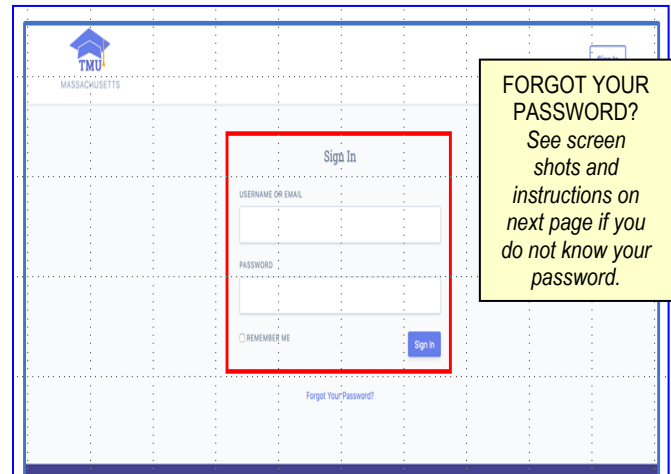 TMU
MASSACHUSETTS
Sign In
FORGOT YOUR
PASSWORD?
See screen
shots and
instructions on
next page if you
do not know your
password.
Sign In
USERNAME OR EMAIL
PASSWORD
REMEMBER ME
Sign In
Forgot Your Password?